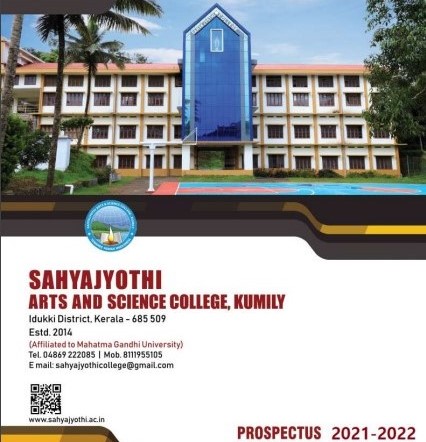 SAHYAJYOTHI
ARTS AND SCIENCE COLLEGE, KUMILY
Idukki District, Kerala - 685 509
Estd. 2014
(Affiliated to Mahatma Gandhi University)
Tel. 04869 222085 | Mob. 8111955105
E mail: sahyajyothicollege@gmail.com
www.sahyajyothi.ac.in
PROSPECTUS 2021-2022